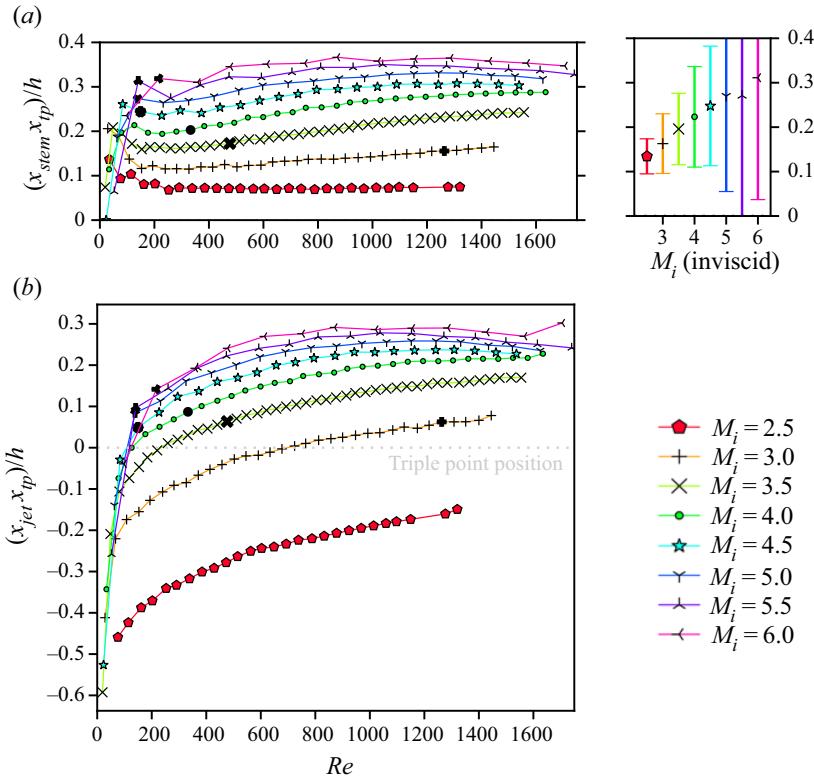 (a)
0.4
0.3
0.2
0.1
0
(x_stem x_tp)/h
0 200 400 600 800 1000 1200 1400 1600
0.4
0.3
0.2
0.1
0
3 4 5 6
M_i (inviscid)
(b)
0.3
0.2
0.1
0
–0.1
–0.2
–0.3
–0.4
–0.5
–0.6
(x_jet x_tp)/h
Triple point position
0 200 400 600 800 1000 1200 1400 1600
Re
M_i = 2.5
M_i = 3.0
M_i = 3.5
M_i = 4.0
M_i = 4.5
M_i = 5.0
M_i = 5.5
M_i = 6.0